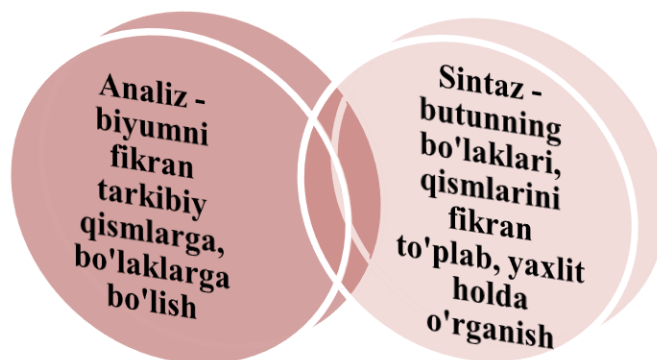 Analiz -
biyumni
fikran
tarkibiy
qismlarga,
bo'laklarga
bo'lish
Sintaz -
butunning
bo'laklari,
qismlarini
fikran
to'plab, yaxlit
holda
o'rganish